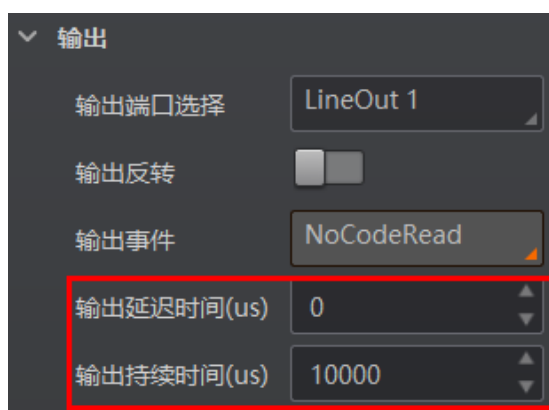 输出
输出端口选择 LineOut 1
输出反转
输出事件 NoCodeRead
输出延迟时间(us) 0
输出持续时间(us) 10000